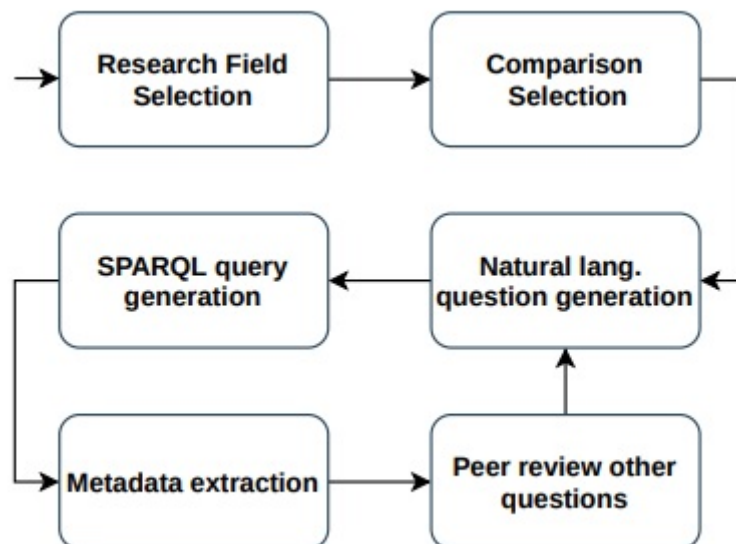 Research Field
Selection
Comparison
Selection
SPARQL query
generation
Natural lang.
question generation
Metadata extraction
Peer review other
questions